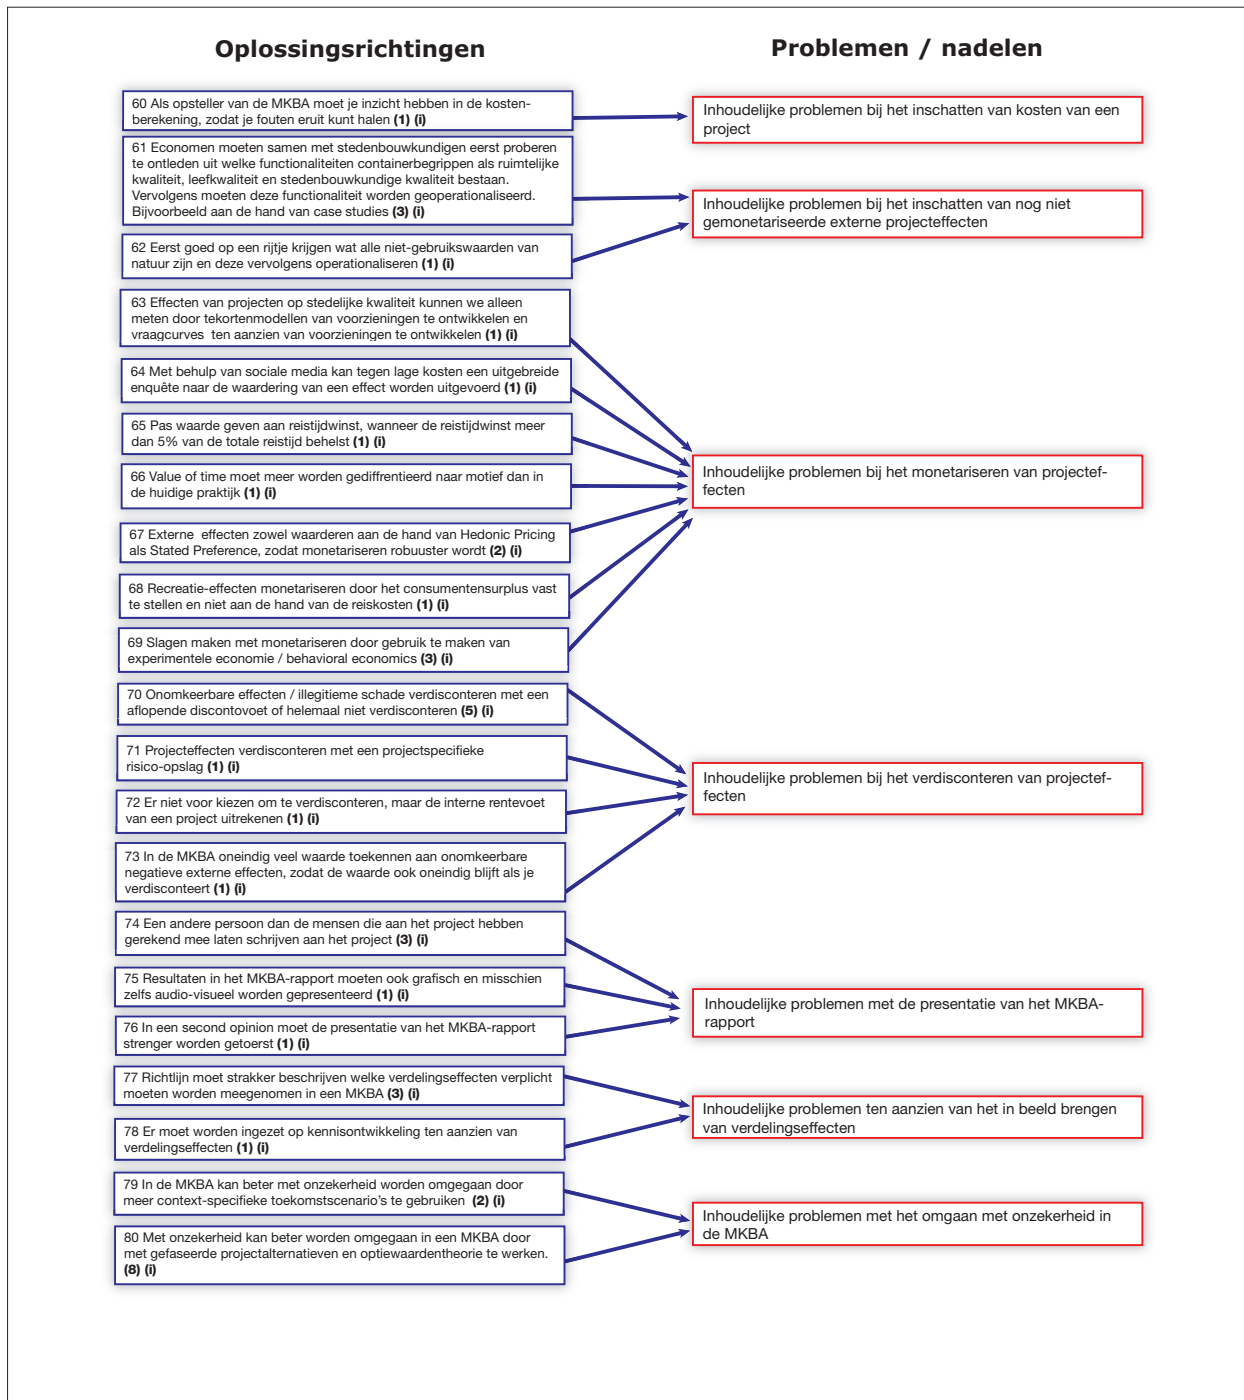 Oplossingsrichtingen
Problemen / nadelen
60 Als opsteller van de MKBA moet je inzicht hebben in de kosten-
berekening, zodat je fouten eruit kunt halen (1) (i)
Inhoudelijke problemen bij het inschatten van kosten van een
project
61 Economen moeten samen met stedenbouwkundigen eerst proberen
te ontleden uit welke functionaliteiten containerbegrippen als ruimtelijke
kwaliteit, leefkwaliteit en stedenbouwkundige kwaliteit bestaan.
Vervolgens moeten deze functionaliteit worden geoperationaliseerd.
Bijvoorbeeld aan de hand van case studies (3) (i)
Inhoudelijke problemen bij het inschatten van nog niet
gemonetariseerde externe projecteffecten
62 Eerst goed op een rijtje krijgen wat alle niet-gebruikswaarden van
natuur zijn en deze vervolgens operationaliseren (1) (i)
63 Effecten van projecten op stedelijke kwaliteit kunnen we alleen
meten door tekortenmodellen van voorzieningen te ontwikkelen en
vraagcurves  ten aanzien van voorzieningen te ontwikkelen (1) (i)
64 Met behulp van sociale media kan tegen lage kosten een uitgebreide
enquête naar de waardering van een effect worden uitgevoerd (1) (i)
65 Pas waarde geven aan reistijdwinst, wanneer de reistijdwinst meer
dan 5% van de totale reistijd behelst (1) (i)
66 Value of time moet meer worden gediffrentieerd naar motief dan in
de huidige praktijk (1) (i)
Inhoudelijke problemen bij het monetariseren van projectef-
fecten
67 Externe  effecten zowel waarderen aan de hand van Hedonic Pricing
als Stated Preference, zodat monetariseren robuuster wordt (2) (i)
68 Recreatie-effecten monetariseren door het consumentensurplus vast
te stellen en niet aan de hand van de reiskosten (1) (i)
69 Slagen maken met monetariseren door gebruik te maken van
experimentele economie / behavioral economics (3) (i)
70 Onomkeerbare effecten / illegitieme schade verdisconteren met een
aflopende discontovoet of helemaal niet verdisconteren (5) (i)
71 Projecteffecten verdisconteren met een projectspecifieke
risico-opslag (1) (i)
Inhoudelijke problemen bij het verdisconteren van projectef-
fecten
72 Er niet voor kiezen om te verdisconteren, maar de interne rentevoet
van een project uitrekenen (1) (i)
73 In de MKBA oneindig veel waarde toekennen aan onomkeerbare
negatieve externe effecten, zodat de waarde ook oneindig blijft als je
verdisconteert (1) (i)
74 Een andere persoon dan de mensen die aan het project hebben
gerekend mee laten schrijven aan het project (3) (i)
75 Resultaten in het MKBA-rapport moeten ook grafisch en misschien
zelfs audio-visueel worden gepresenteerd (1) (i)
Inhoudelijke problemen met de presentatie van het MKBA-
rapport
76 In een second opinion moet de presentatie van het MKBA-rapport
strenger worden getoerst (1) (i)
77 Richtlijn moet strakker beschrijven welke verdelingseffecten verplicht
moeten worden meegenomen in een MKBA (3) (i)
Inhoudelijke problemen ten aanzien van het in beeld brengen
van verdelingseffecten
78 Er moet worden ingezet op kennisontwikkeling ten aanzien van
verdelingseffecten (1) (i)
79 In de MKBA kan beter met onzekerheid worden omgegaan door
meer context-specifieke toekomstscenario's te gebruiken  (2) (i)
Inhoudelijke problemen met het omgaan met onzekerheid in
de MKBA
80 Met onzekerheid kan beter worden omgegaan in een MKBA door
met gefaseerde projectalternatieven en optiewaardentheorie te werken.
(8) (i)